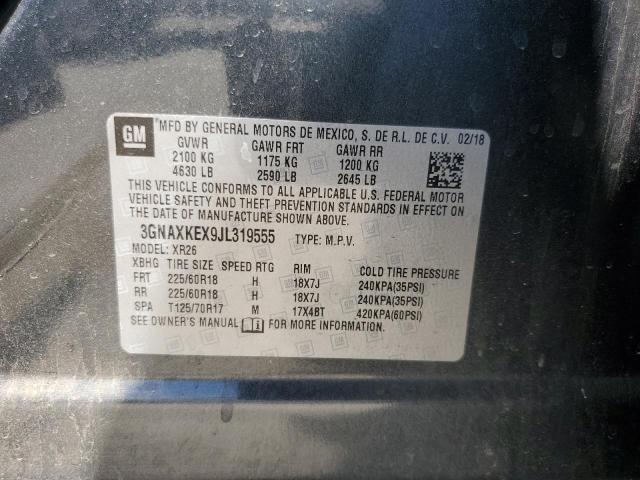 GM
MFD BY GENERAL MOTORS DE MEXICO, S. DE R.L. DE C.V. 02/18
GVWR GAWR FRT GAWR RR
2100 KG 1175 KG 1200 KG
4630 LB 2590 LB 2645 LB
THIS VEHICLE CONFORMS TO ALL APPLICABLE U.S. FEDERAL MOTOR
VEHICLE SAFETY AND THEFT PREVENTION STANDARDS IN EFFECT ON
THE DATE OF MANUFACTURE SHOWN ABOVE.
3GNAXKEX9JL319555 TYPE: M.P.V.
MODEL: XR26
XBHG TIRE SIZE SPEED RTG RIM COLD TIRE PRESSURE
FRT 225/60R18 H 18X7J 240KPA(35PSI)
RR 225/60R18 H 18X7J 240KPA(35PSI)
SPA T125/70R17 M 17X4BT 420KPA(60PSI)
SEE OWNER'S MANUAL FOR MORE INFORMATION.